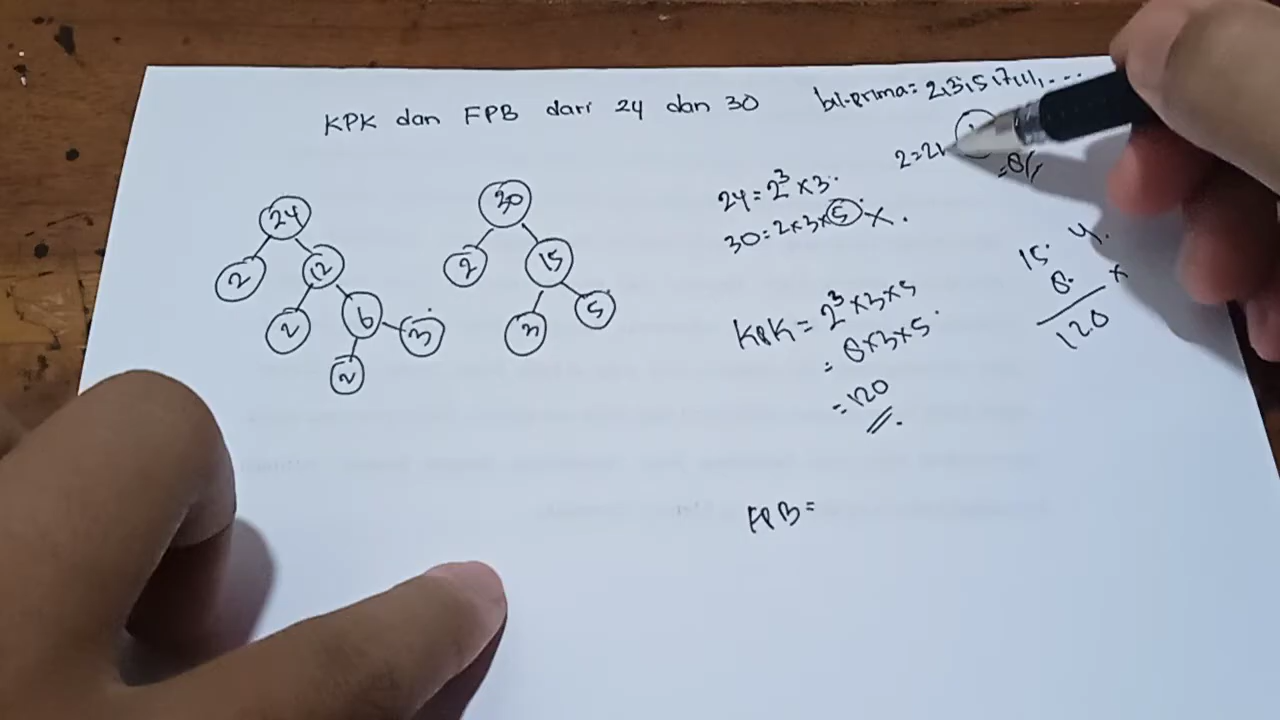 KPK dan FPB dari 24 dan 30
bil.prima = 2,3,5,7,11,...
24
2
12
2
6
2
3
30
2
15
3
5
24 = 2³ x 3
30 = 2 x 3 x 5 x
KPK = 2³ x 3 x 5
= 8 x 3 x 5
= 120
15
8 x
120
FPB =